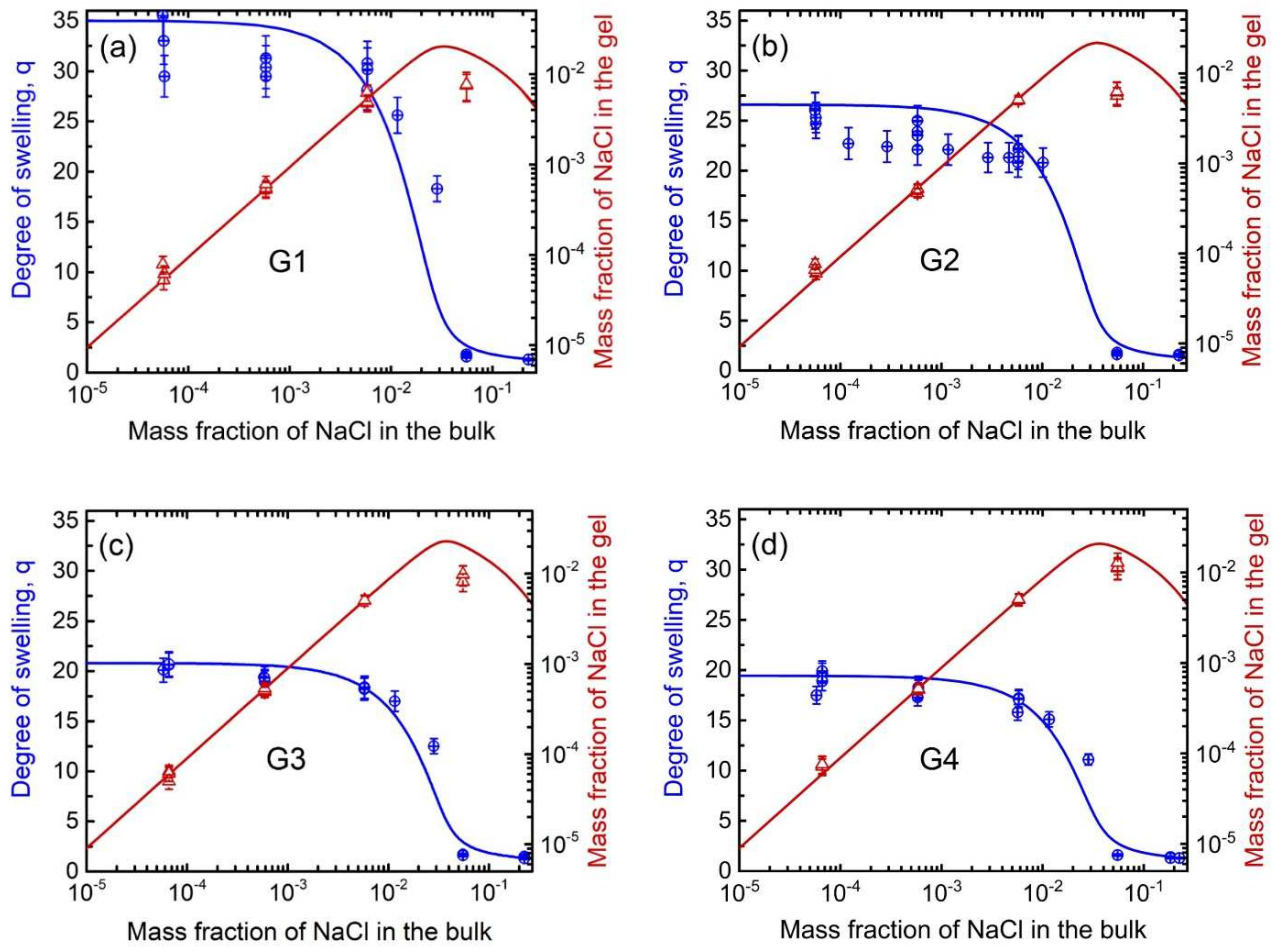 (a)
35
30
25
20
15
10
5
0
Degree of swelling, q
G1
10⁻²
10⁻³
10⁻⁴
10⁻⁵
Mass fraction of NaCl in the gel
10⁻⁵ 10⁻⁴ 10⁻³ 10⁻² 10⁻¹
Mass fraction of NaCl in the bulk
(b)
35
30
25
20
15
10
5
0
Degree of swelling, q
G2
10⁻²
10⁻³
10⁻⁴
10⁻⁵
Mass fraction of NaCl in the gel
10⁻⁵ 10⁻⁴ 10⁻³ 10⁻² 10⁻¹
Mass fraction of NaCl in the bulk
(c)
35
30
25
20
15
10
5
0
Degree of swelling, q
G3
10⁻²
10⁻³
10⁻⁴
10⁻⁵
Mass fraction of NaCl in the gel
10⁻⁵ 10⁻⁴ 10⁻³ 10⁻² 10⁻¹
Mass fraction of NaCl in the bulk
(d)
35
30
25
20
15
10
5
0
Degree of swelling, q
G4
10⁻²
10⁻³
10⁻⁴
10⁻⁵
Mass fraction of NaCl in the gel
10⁻⁵ 10⁻⁴ 10⁻³ 10⁻² 10⁻¹
Mass fraction of NaCl in the bulk